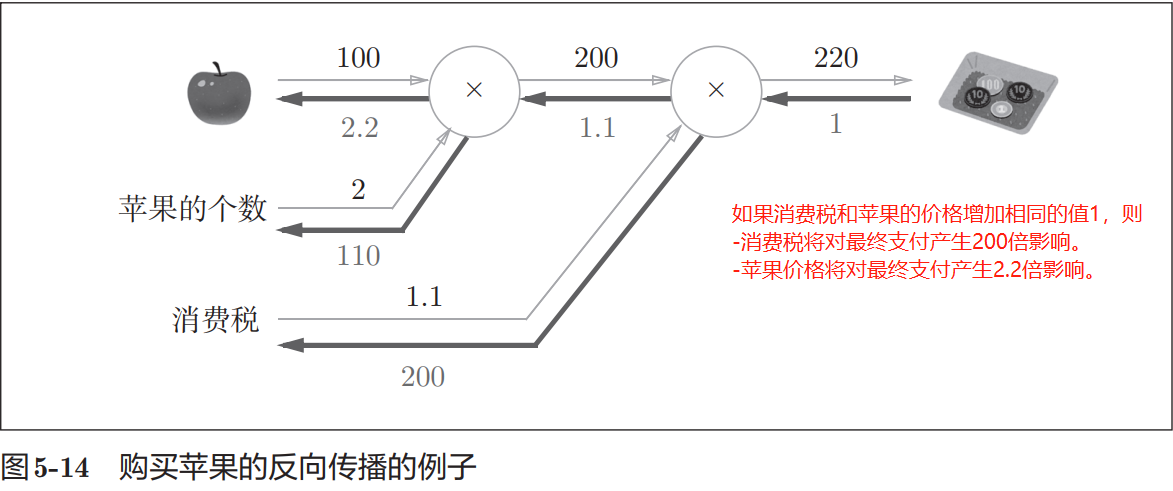 100
200
220
×
×
2.2
1.1
1
苹果的个数
2
110
如果消费税和苹果的价格增加相同的值1，则
-消费税将对最终支付产生200倍影响。
-苹果价格将对最终支付产生2.2倍影响。
消费税
1.1
200
100
10
10
图5-14 购买苹果的反向传播的例子